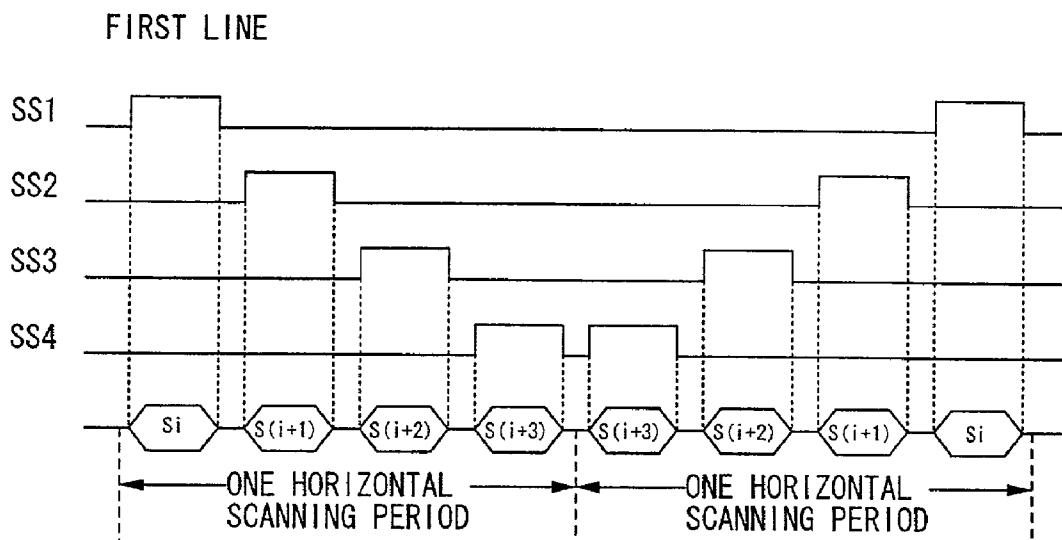 FIRST LINE
SS1
SS2
SS3
SS4
Si S(i+1) S(i+2) S(i+3) S(i+3) S(i+2) S(i+1) Si
ONE HORIZONTAL SCANNING PERIOD
ONE HORIZONTAL SCANNING PERIOD